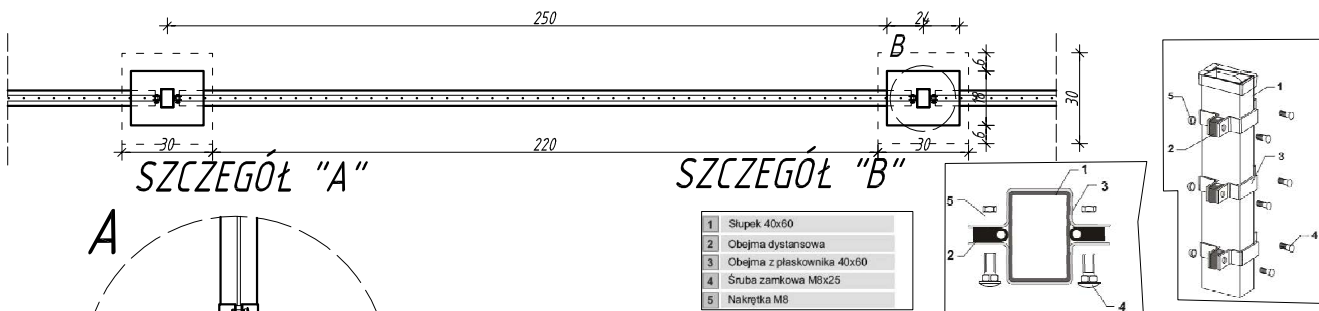 250
24
B
6
18
6
30
30
220
30
SZCZEGÓŁ "A"
SZCZEGÓŁ "B"
A
1 Słupek 40x60
2 Obejma dystansowa
3 Obejma z płaskownika 40x60
4 Śruba zamkowa M8x25
5 Nakrętka M8
1
5
3
2
4
1
5
2
3
4